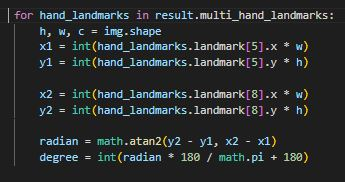 for hand_landmarks in result.multi_hand_landmarks:
    h, w, c = img.shape
    x1 = int(hand_landmarks.landmark[5].x * w)
    y1 = int(hand_landmarks.landmark[5].y * h)

    x2 = int(hand_landmarks.landmark[8].x * w)
    y2 = int(hand_landmarks.landmark[8].y * h)

    radian = math.atan2(y2 - y1, x2 - x1)
    degree = int(radian * 180 / math.pi + 180)